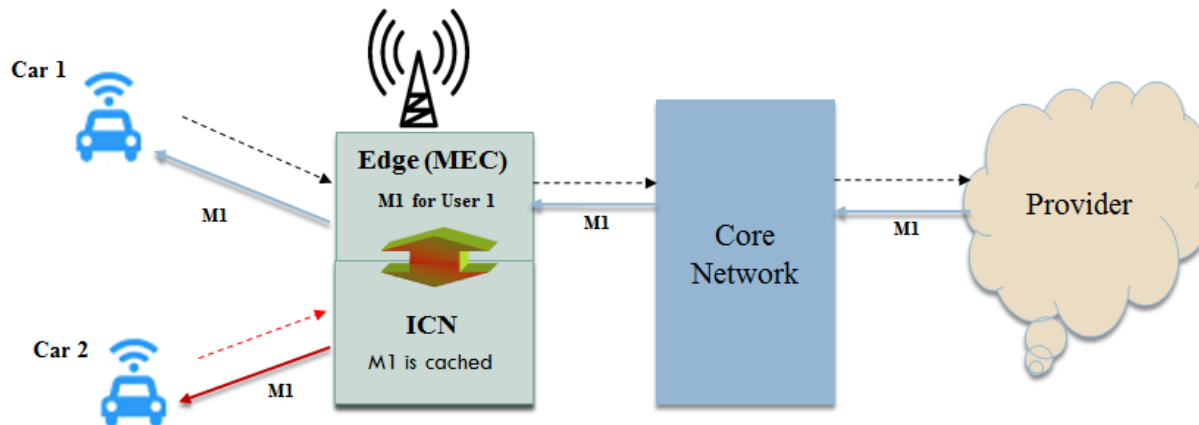 Car 1
Edge (MEC)
M1 for User 1
M1
M1
M1
Core
Network
Provider
ICN
M1 is cached
Car 2
M1